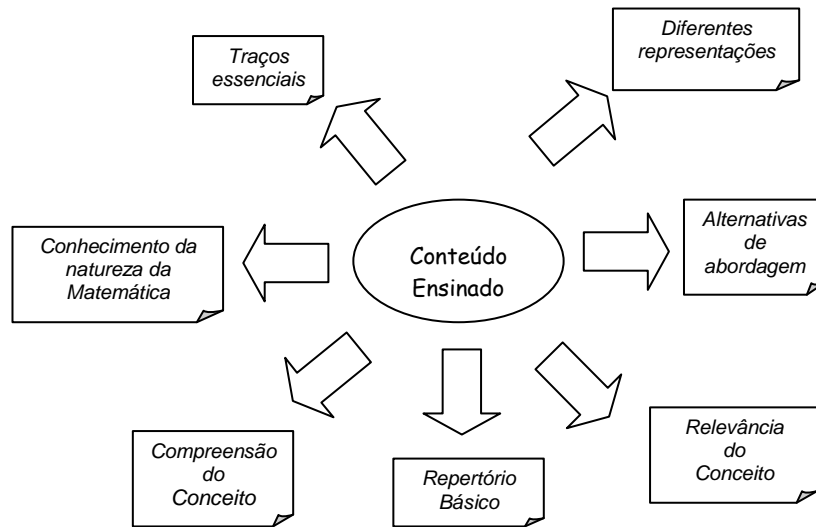 Traços
essenciais
Diferentes
representações
Conhecimento da
natureza da
Matemática
Conteúdo
Ensinado
Alternativas
de
abordagem
Compreensão
do
Conceito
Repertório
Básico
Relevância
do
Conceito